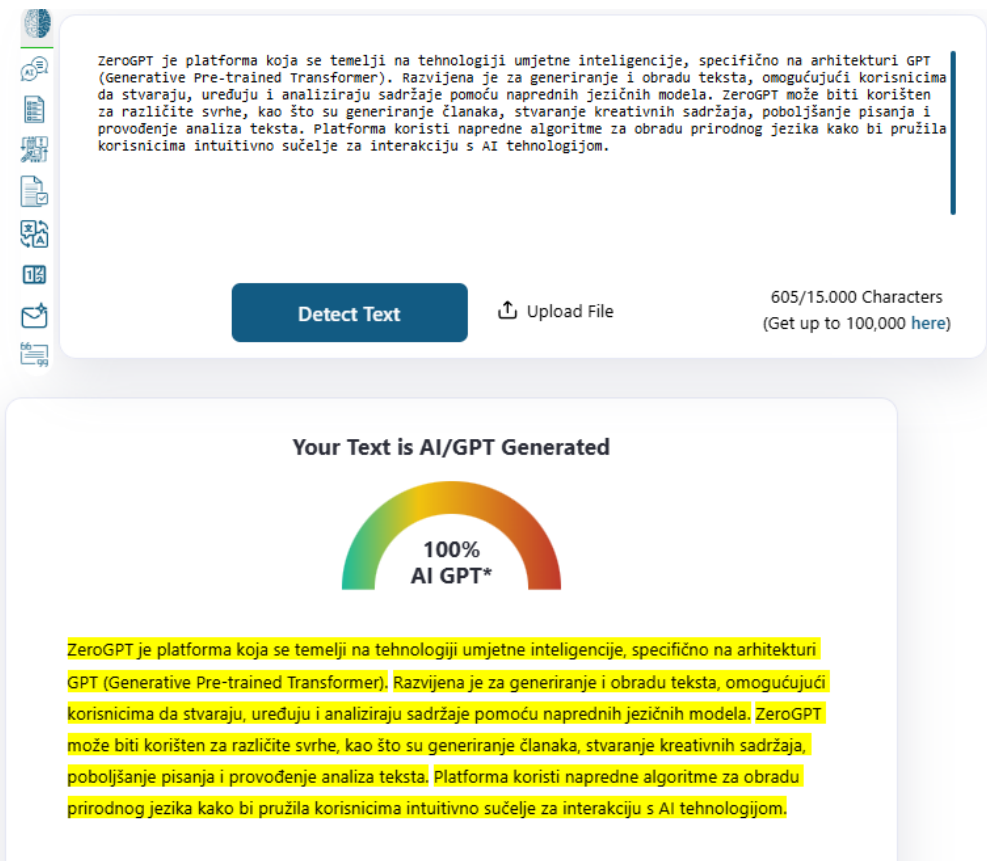 ZeroGPT je platforma koja se temelji na tehnologiji umjetne inteligencije, specifično na arhitekturi GPT
(Generative Pre-trained Transformer). Razvijena je za generiranje i obradu teksta, omogućujući korisnicima
da stvaraju, uređuju i analiziraju sadržaje pomoću naprednih jezičnih modela. ZeroGPT može biti korišten
za različite svrhe, kao što su generiranje članaka, stvaranje kreativnih sadržaja, poboljšanje pisanja i
provođenje analiza teksta. Platforma koristi napredne algoritme za obradu prirodnog jezika kako bi pružila
korisnicima intuitivno sučelje za interakciju s AI tehnologijom.
Detect Text
Upload File
605/15.000 Characters
(Get up to 100,000 here)
Your Text is AI/GPT Generated
100%
AI GPT*
ZeroGPT je platforma koja se temelji na tehnologiji umjetne inteligencije, specifično na arhitekturi
GPT (Generative Pre-trained Transformer). Razvijena je za generiranje i obradu teksta, omogućujući
korisnicima da stvaraju, uređuju i analiziraju sadržaje pomoću naprednih jezičnih modela. ZeroGPT
može biti korišten za različite svrhe, kao što su generiranje članaka, stvaranje kreativnih sadržaja,
poboljšanje pisanja i provođenje analiza teksta. Platforma koristi napredne algoritme za obradu
prirodnog jezika kako bi pružila korisnicima intuitivno sučelje za interakciju s AI tehnologijom.